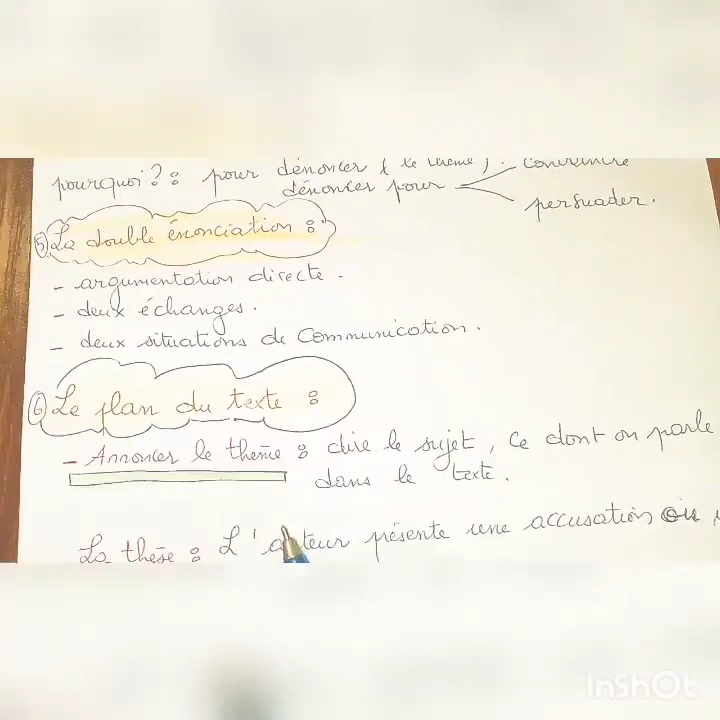 pourquoi? : pour dénoncer (le thème). convaincre
dénoncer pour
persuader.
5) La double énonciation :
- argumentation directe.
- deux échanges.
- deux situations de communication.
6) Le plan du texte :
- Annoncer le thème : dire le sujet, ce dont on parle
dans le texte.
La thèse : L'auteur présente une accusation ou
InShOt